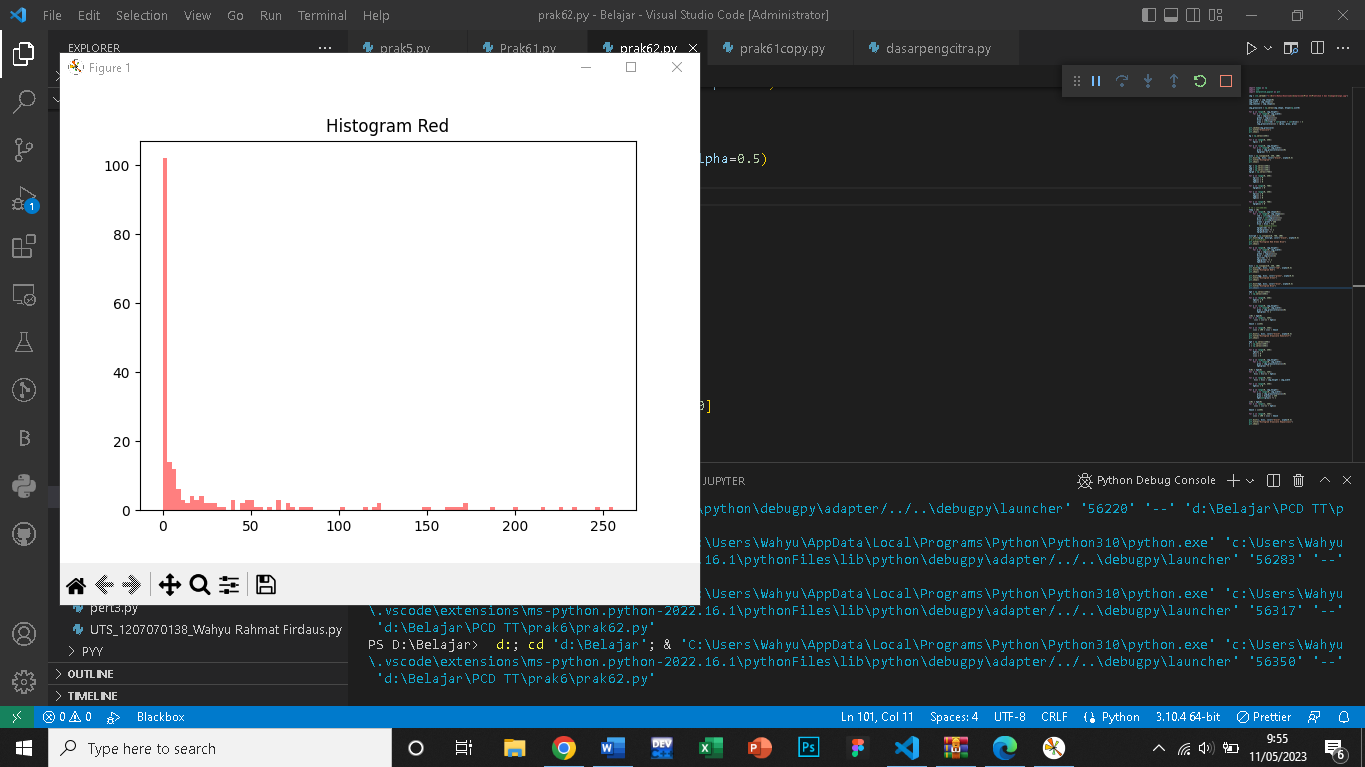 File Edit Selection View Go Run Terminal Help
prak62.py - Belajar - Visual Studio Code [Administrator]
EXPLORER
prak5.py
Prak61.py
prak62.py
prak61copy.py
dasarpengcitra.py
Figure 1
Histogram Red
100
80
60
40
20
0
0 50 100 150 200 250
lpha=0.5)
0]
JUPYTER
Python Debug Console
\python\debugpy\adapter/../..\debugpy\launcher' '56220' '--' 'd:\Belajar\PCD TT\p
:\Users\Wahyu\AppData\Local\Programs\Python\Python310\python.exe' 'c:\Users\Wahyu
16.1\pythonFiles\lib\python\debugpy\adapter/../..\debugpy\launcher' '56283' '--'
:\Users\Wahyu\AppData\Local\Programs\Python\Python310\python.exe' 'c:\Users\Wahyu
\.vscode\extensions\ms-python.python-2022.16.1\pythonFiles\lib\python\debugpy\adapter/../..\debugpy\launcher' '56317' '--'
'd:\Belajar\PCD TT\prak6\prak62.py'
PS D:\Belajar> d:; cd 'd:\Belajar'; & 'C:\Users\Wahyu\AppData\Local\Programs\Python\Python310\python.exe' 'c:\Users\Wahyu
\.vscode\extensions\ms-python.python-2022.16.1\pythonFiles\lib\python\debugpy\adapter/../..\debugpy\launcher' '56350' '--'
'd:\Belajar\PCD TT\prak6\prak62.py'
pert3.py
UTS_1207070138_Wahyu Rahmat Firdaus.py
PYY
OUTLINE
TIMELINE
1
B
0 0
Blackbox
Ln 101, Col 11
Spaces: 4
UTF-8
CRLF
Python
3.10.4 64-bit
Prettier
Type here to search
DEV
Ps
9:55
11/05/2023
6